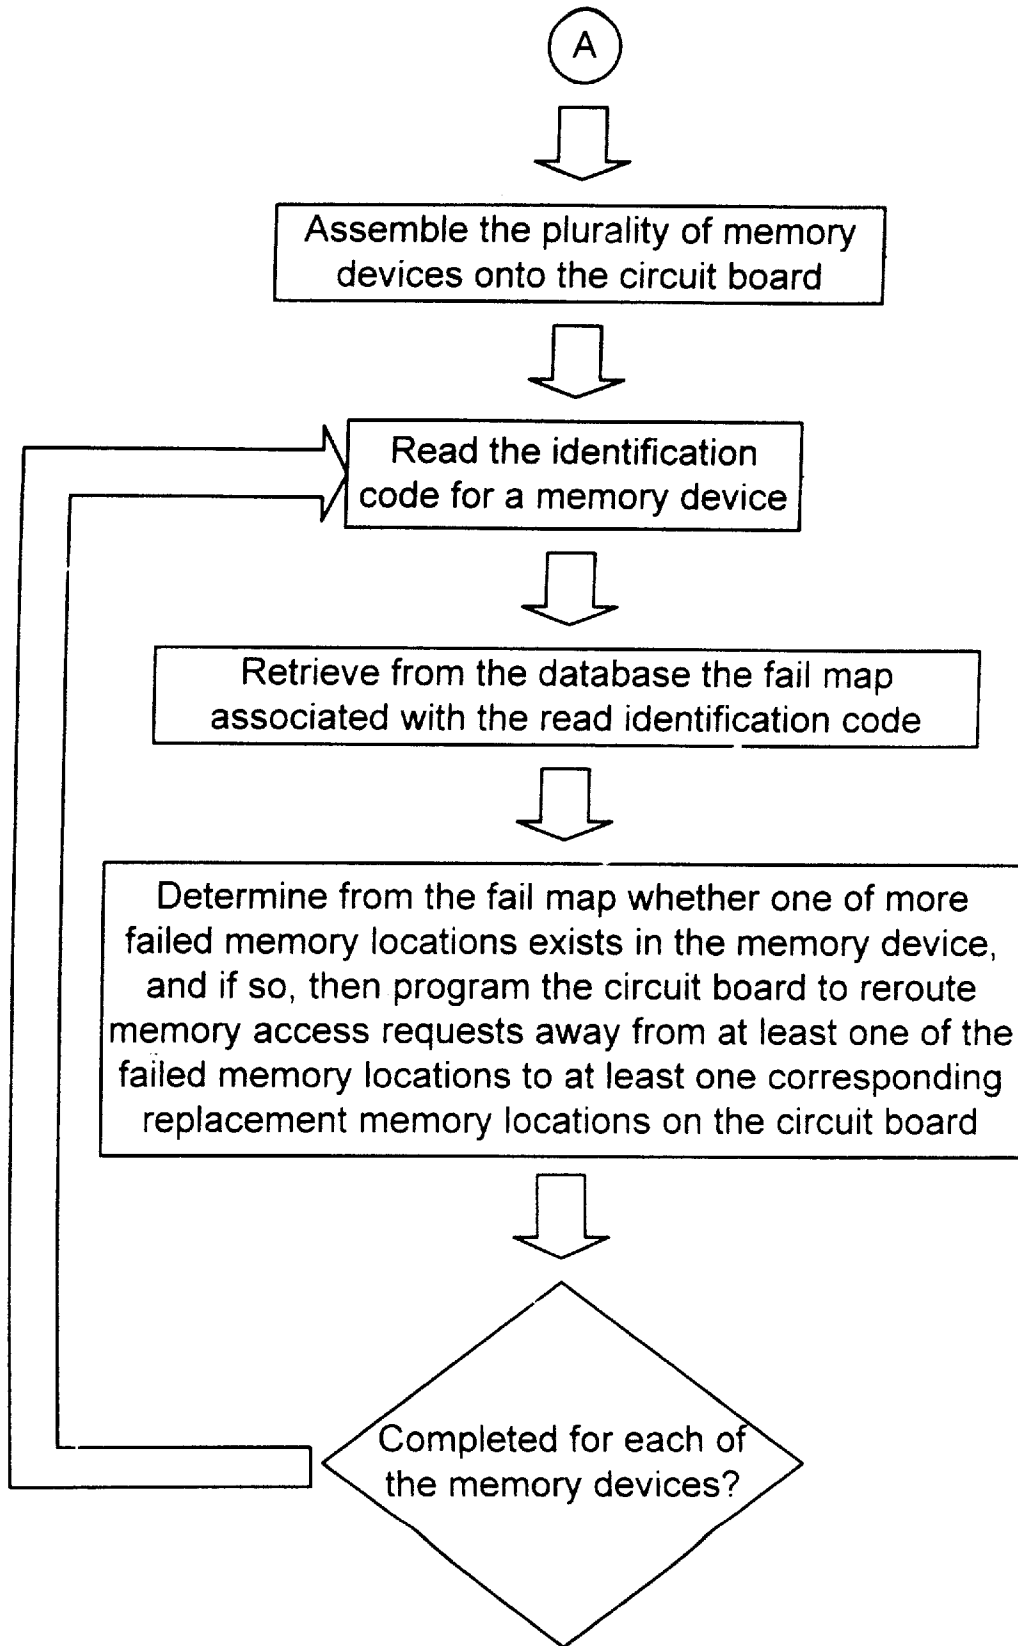 A
Assemble the plurality of memory
devices onto the circuit board
Read the identification
code for a memory device
Retrieve from the database the fail map
associated with the read identification code
Determine from the fail map whether one of more
failed memory locations exists in the memory device,
and if so, then program the circuit board to reroute
memory access requests away from at least one of the
failed memory locations to at least one corresponding
replacement memory locations on the circuit board
Completed for each of
the memory devices?